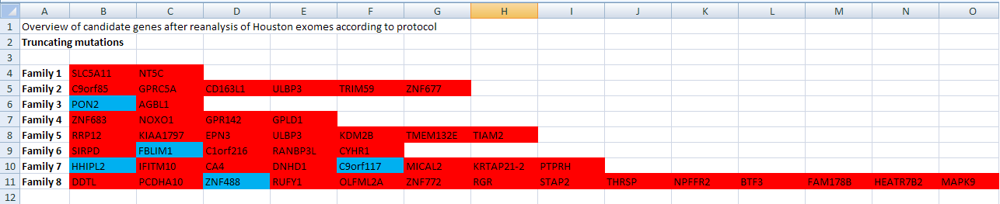 A B C D E F G H I J K L M N O
1 Overview of candidate genes after reanalysis of Houston exomes according to protocol
2 Truncating mutations
3
4 Family 1 SLC5A11 NT5C
5 Family 2 C9orf85 GPRC5A CD163L1 ULBP3 TRIM59 ZNF677
6 Family 3 PON2 AGBL1
7 Family 4 ZNF683 NOXO1 GPR142 GPLD1
8 Family 5 RRP12 KIAA1797 EPN3 ULBP3 KDM2B TMEM132E TIAM2
9 Family 6 SIRPD FBLIM1 C1orf216 RANBP3L CYHR1
10 Family 7 HHIPL2 IFITM10 CA4 DNHD1 C9orf117 MICAL2 KRTAP21-2 PTPRH
11 Family 8 DDTL PCDHA10 ZNF488 RUFY1 OLFML2A ZNF772 RGR STAP2 THRSP NPFFR2 BTF3 FAM178B HEATR7B2 MAPK9
12